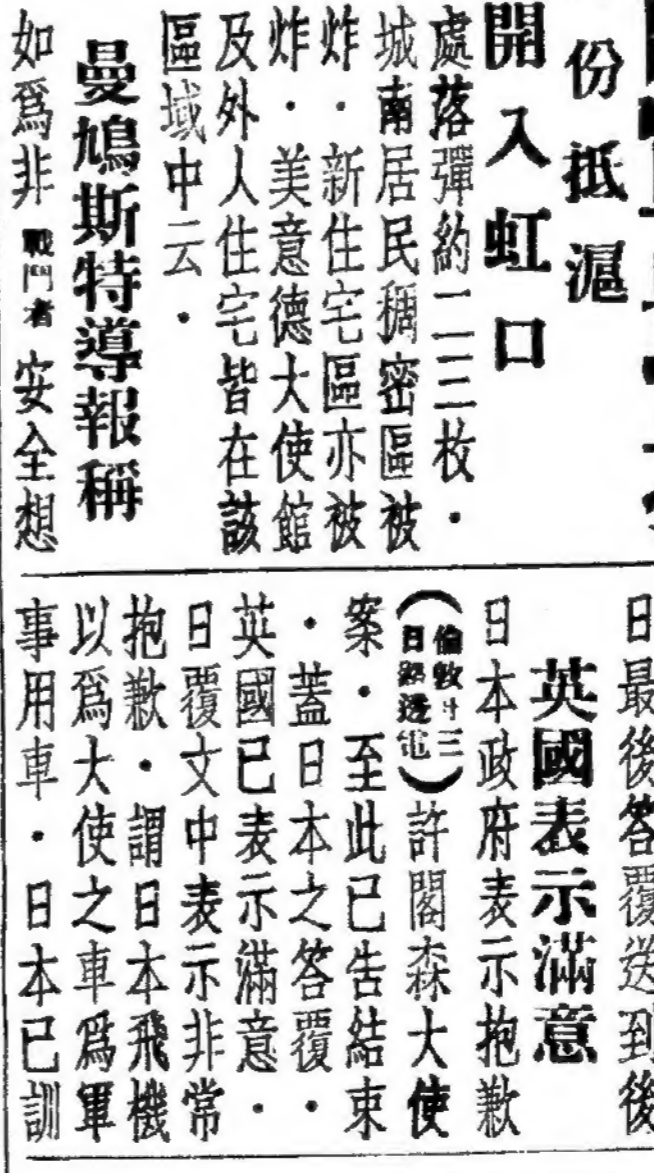 份抵滬
開入虹口
處落彈約二三枚・
城南居民稠密區被
炸・新住宅區亦被
炸・美意德大使館
及外人住宅皆在該
區域中云・
曼鳩斯特導報稱
如爲非戰鬥者安全想
日最後答覆送到後
英國表示滿意
日本政府表示抱歉
（倫敦廿三日路透電）許閣森大使
案・至此已告結束
・蓋日本之答覆・
英國已表示滿意・
日覆文中表示非常
抱歉・謂日本飛機
以爲大使之車爲軍
事用車・日本已訓